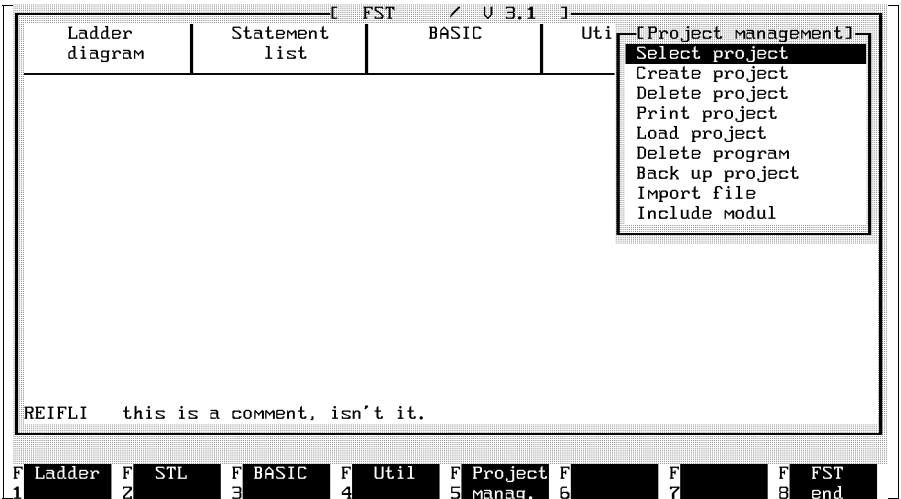 [ FST / V 3.1 ]
Ladder diagram
Statement list
BASIC
Uti
[Project management]
Select project
Create project
Delete project
Print project
Load project
Delete program
Back up project
Import file
Include modul
REIFLI this is a comment, isn't it.
F1 Ladder
F2 STL
F3 BASIC
F4 Util
F5 Project manag.
F6
F7
F8 FST end